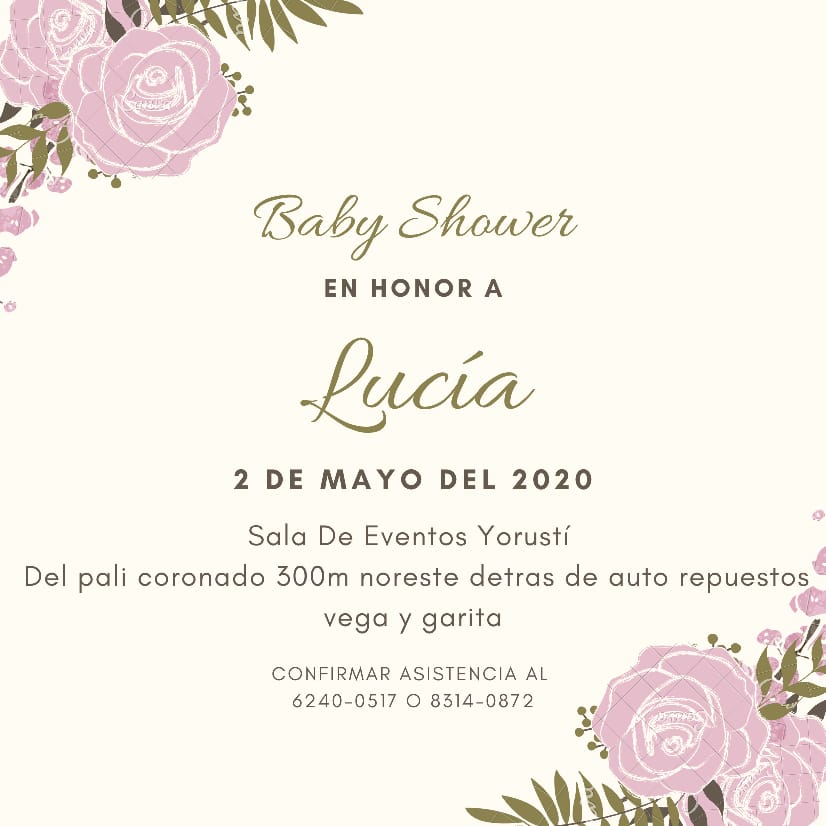 Baby Shower
EN HONOR A
Lucía
2 DE MAYO DEL 2020
Sala De Eventos Yorustí
Del pali coronado 300m noreste detras de auto repuestos
vega y garita
CONFIRMAR ASISTENCIA AL
6240-0517 O 8314-0872